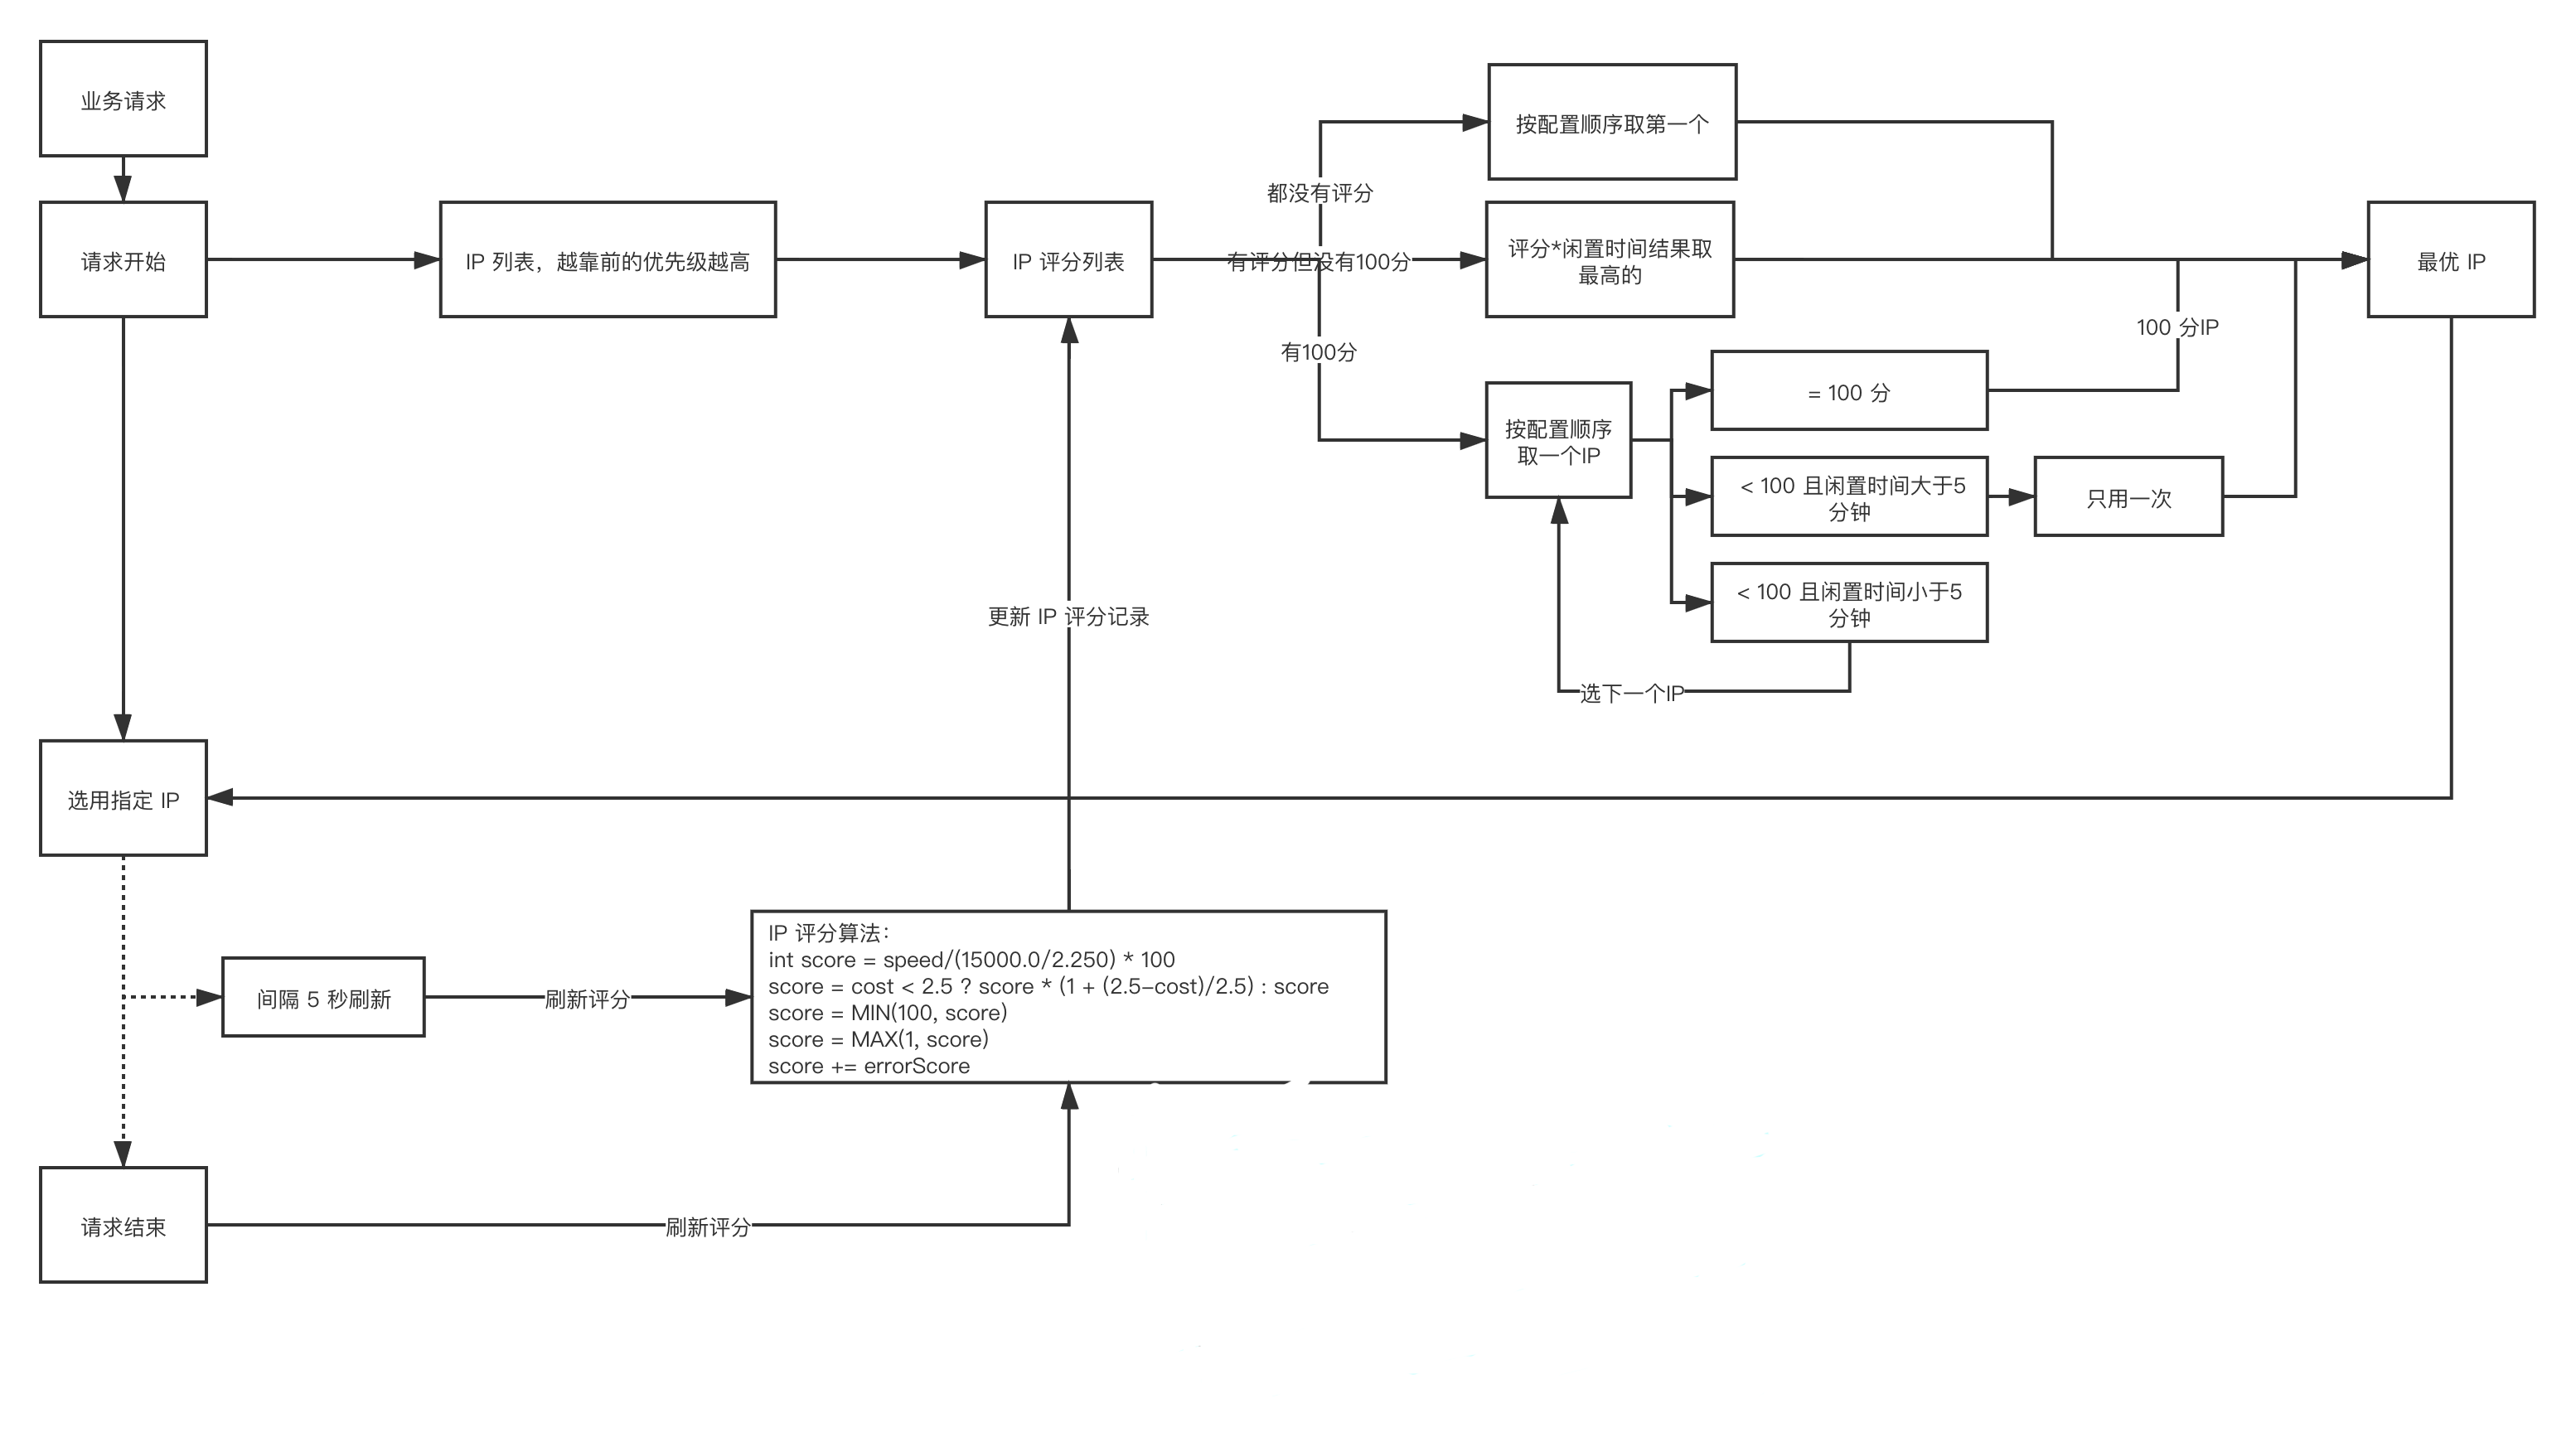 业务请求
按配置顺序取第一个
都没有评分
请求开始
IP 列表，越靠前的优先级越高
IP 评分列表
有评分但没有100分
评分*闲置时间结果取
最高的
最优 IP
100 分IP
有100分
= 100 分
按配置顺序
取一个IP
< 100 且闲置时间大于5
分钟
只用一次
< 100 且闲置时间小于5
分钟
更新 IP 评分记录
选下一个IP
选用指定 IP
IP 评分算法：
int score = speed/(15000.0/2.250) * 100
score = cost < 2.5 ? score * (1 + (2.5-cost)/2.5) : score
score = MIN(100, score)
score = MAX(1, score)
score += errorScore
间隔 5 秒刷新
刷新评分
请求结束
刷新评分